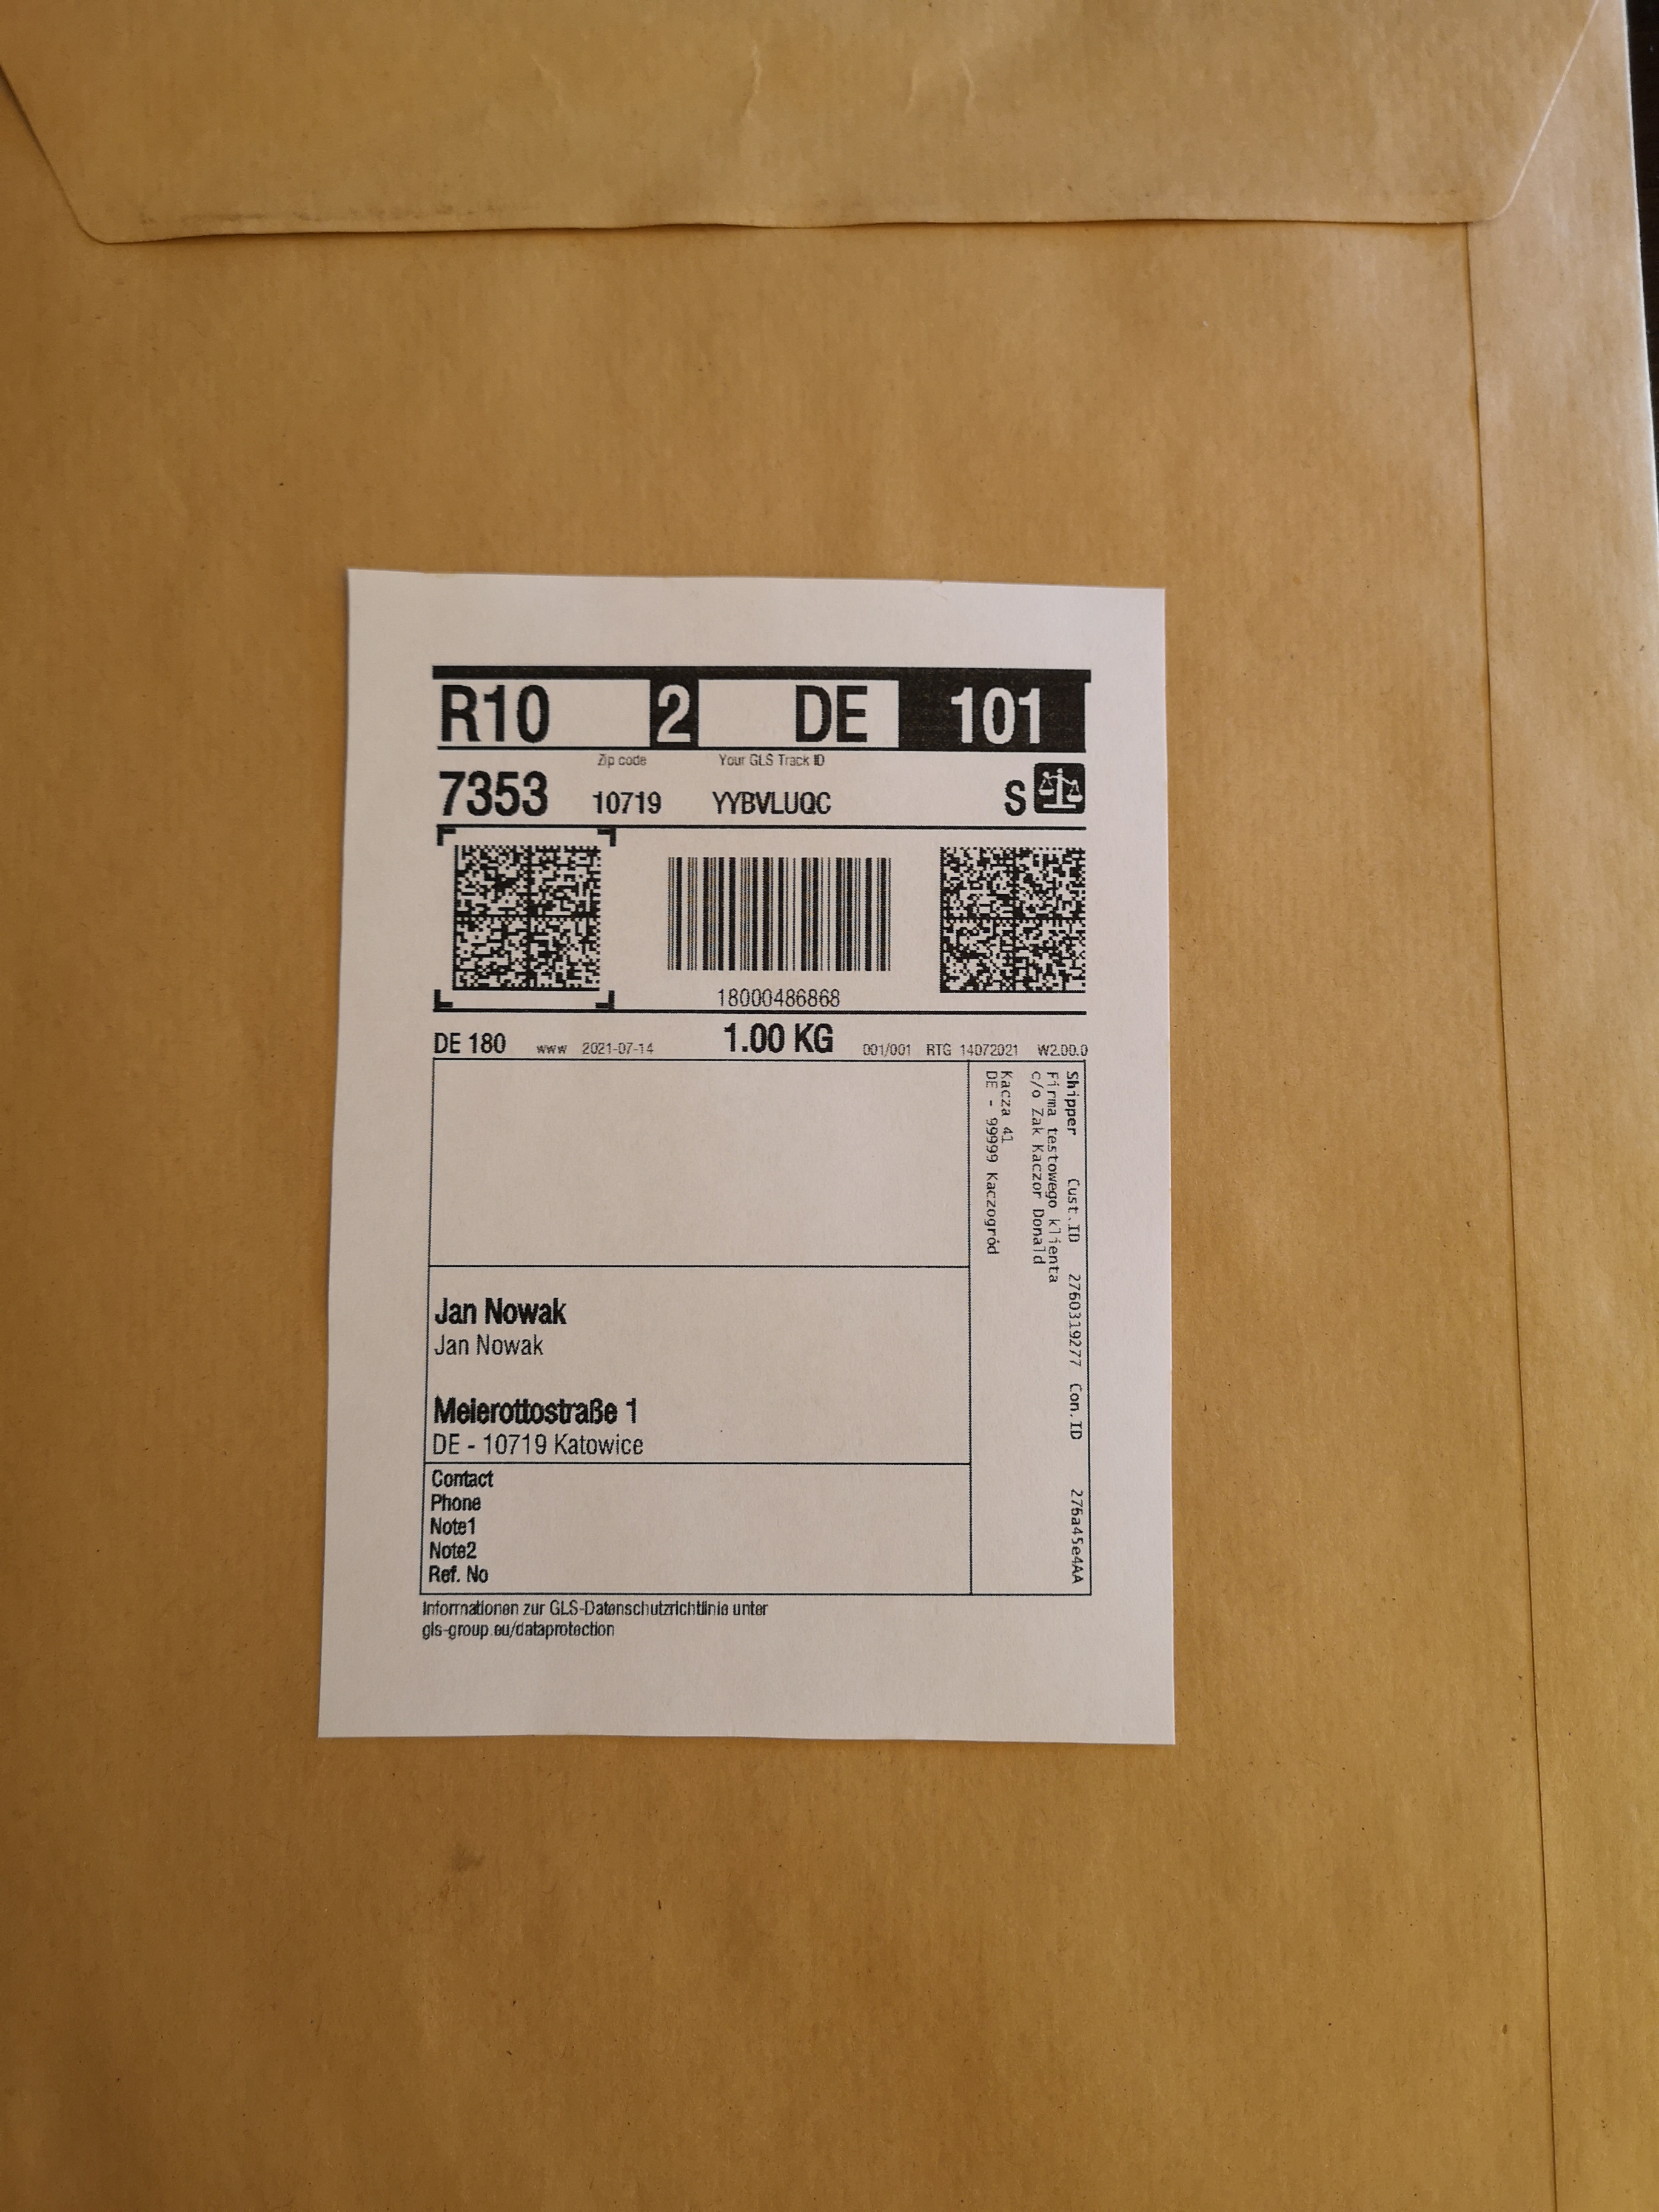 R10 2 DE 101
Zip code Your GLS Track ID
7353 10719 YYBVLUQC S
18000486868
DE 180 www 2021-07-14 1.00 KG 001/001 RTG 14072021 W2.00.0
Shipper Cust.ID 2760319277 Con.ID 276a45e4AA
Firma testowego klienta
c/o Zak Kaczor Donald
Kacza 41
DE - 99999 Kaczogród
Jan Nowak
Jan Nowak
Meierottostraße 1
DE - 10719 Katowice
Contact
Phone
Note1
Note2
Ref. No
Informationen zur GLS-Datenschutzrichtlinie unter
gls-group.eu/dataprotection